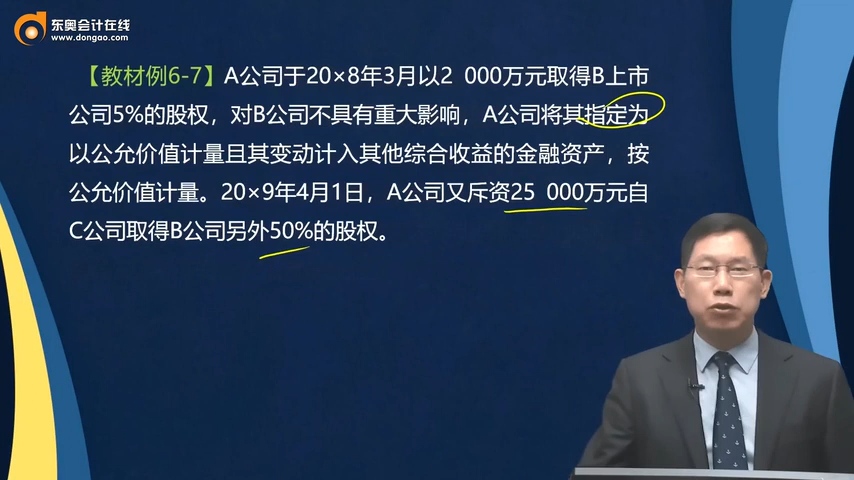 东奥会计在线
www.dongao.com
【教材例6-7】A公司于20×8年3月以2 000万元取得B上市
公司5%的股权，对B公司不具有重大影响，A公司将其指定为
以公允价值计量且其变动计入其他综合收益的金融资产，按
公允价值计量。20×9年4月1日，A公司又斥资25 000万元自
C公司取得B公司另外50%的股权。